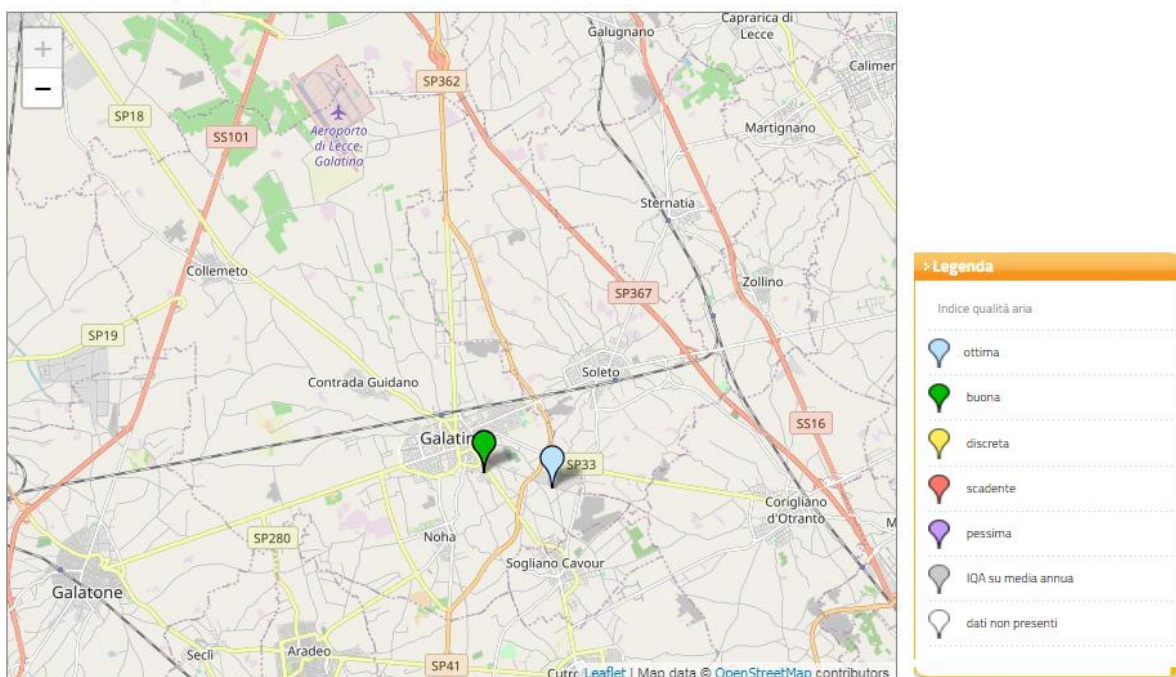 Galugnano
Caprarica di
Lecce
Calimer
+
−
SP362
SP18
SS101
Aeroporto
di Lecce-
Galatina
Martignano
Sternatia
Collemeto
Zollino
SP367
SP19
Soleto
Contrada Guidano
SS16
Galatin
SP33
Corigliano
d'Otranto
M
SP280
Noha
Sogliano Cavour
Galatone
Secli
Aradeo
SP41
Cutr
Leaflet | Map data © OpenStreetMap contributors
Legenda
Indice qualità aria
ottima
buona
discreta
scadente
pessima
IQA su media annua
dati non presenti